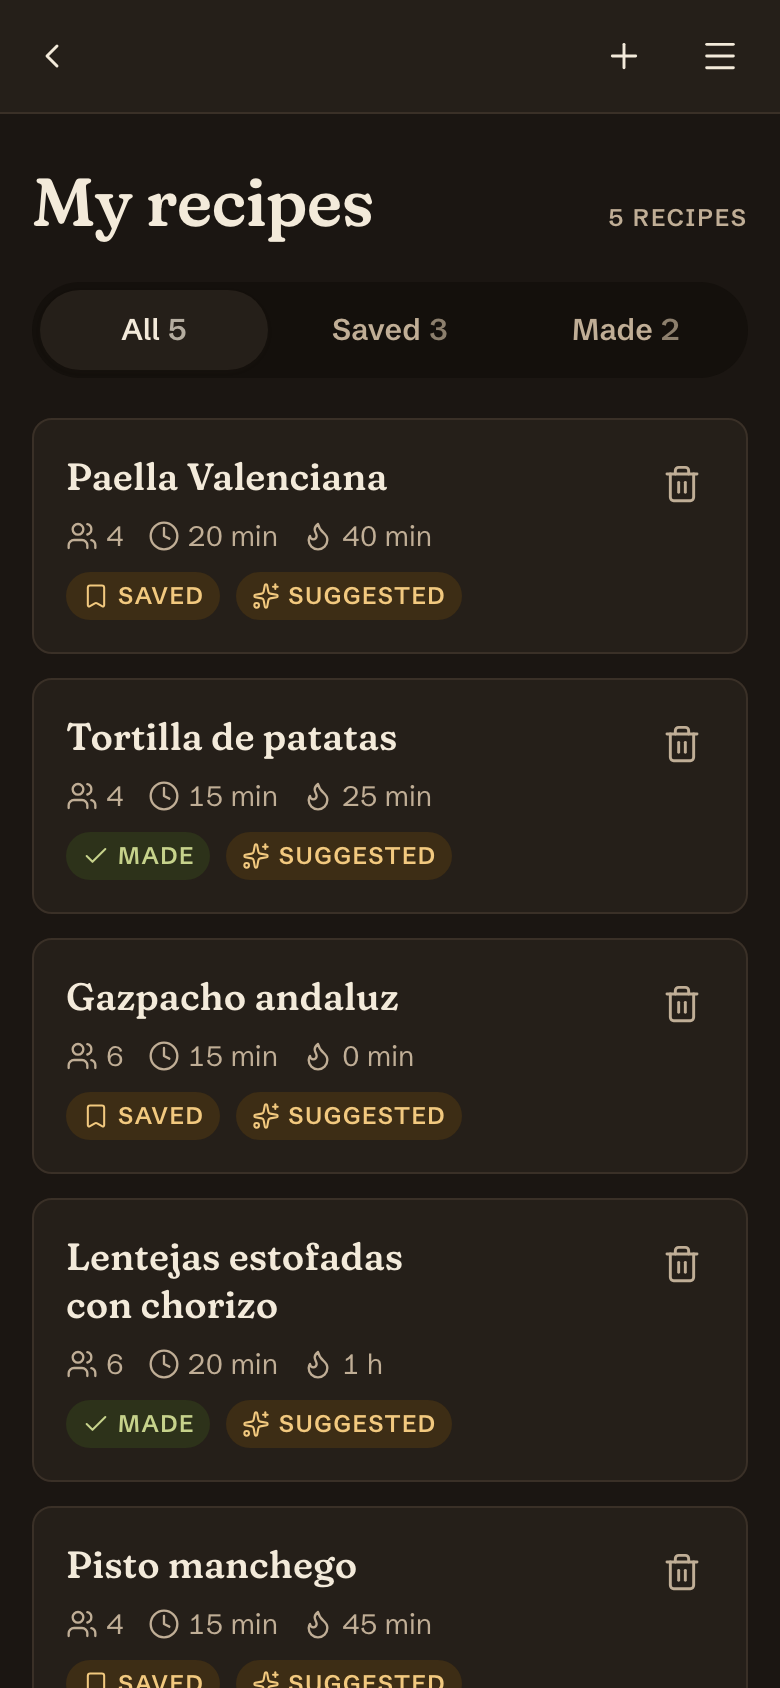 My recipes
5 RECIPES
All 5 Saved 3 Made 2
Paella Valenciana
4 20 min 40 min
SAVED SUGGESTED
Tortilla de patatas
4 15 min 25 min
MADE SUGGESTED
Gazpacho andaluz
6 15 min 0 min
SAVED SUGGESTED
Lentejas estofadas
con chorizo
6 20 min 1 h
MADE SUGGESTED
Pisto manchego
4 15 min 45 min
SAVED SUGGESTED